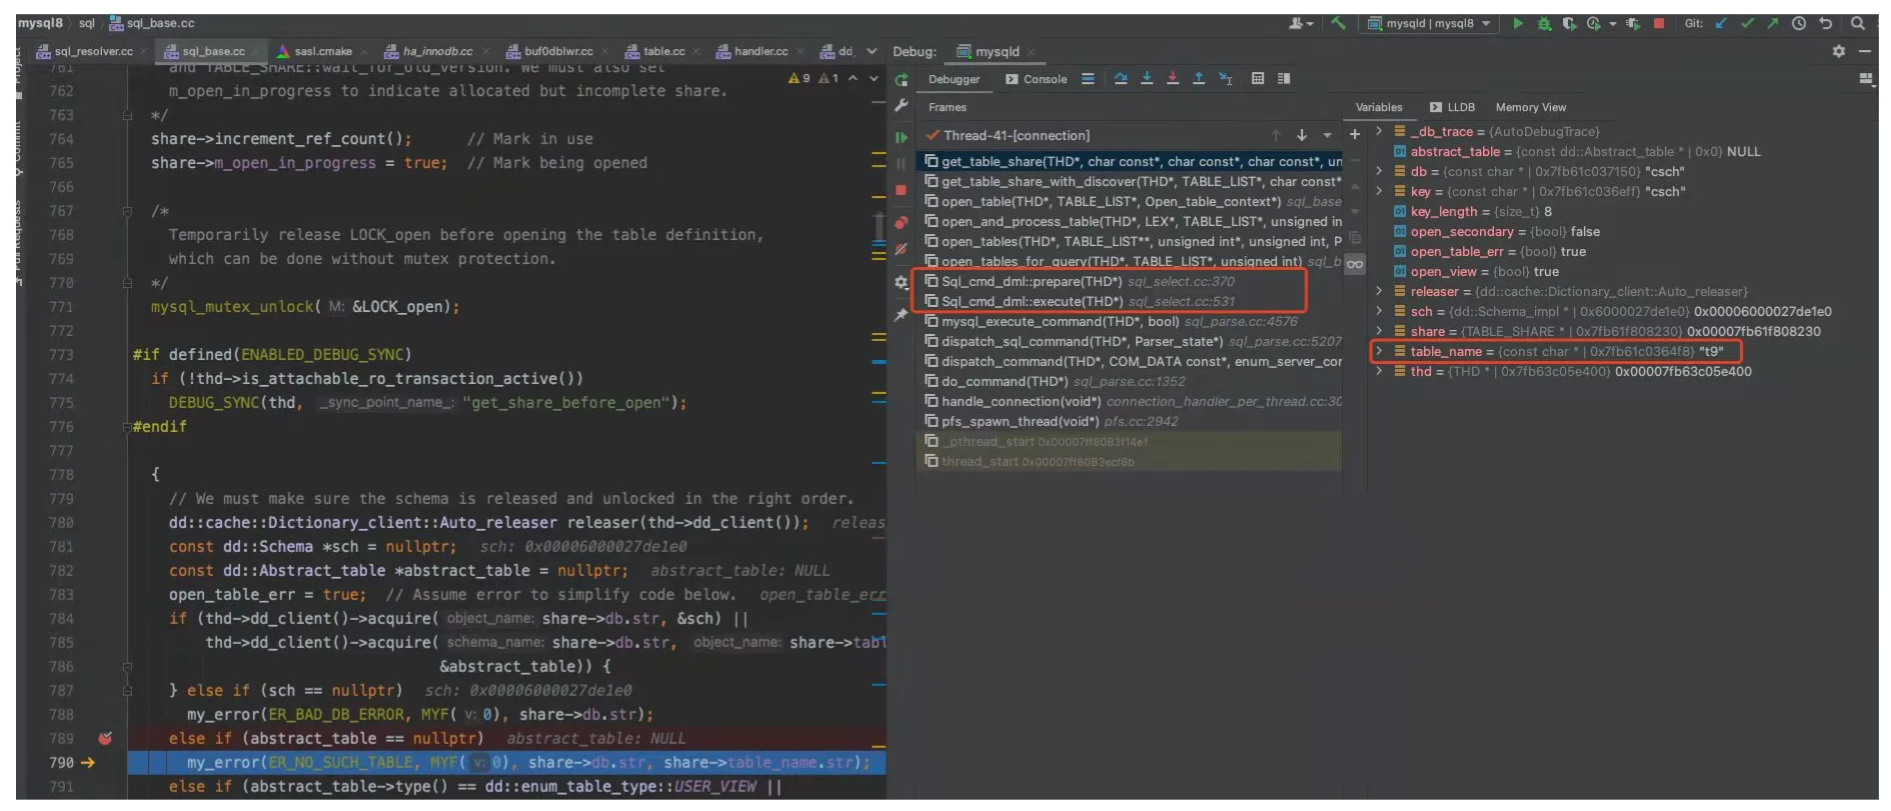 mysql8 › sql › sql_base.cc
mysqld | mysql8
Git:
sql_resolver.cc
sql_base.cc
sasl.cmake
ha_innodb.cc
buf0dblwr.cc
table.cc
handler.cc
dd
Debug: mysqld
Debugger
Console
9 1
761 and TABLE_SHARE::wait_for_old_version. We must also set
762 m_open_in_progress to indicate allocated but incomplete share.
763 */
764 share->increment_ref_count(); // Mark in use
765 share->m_open_in_progress = true; // Mark being opened
766
767 /*
768 Temporarily release LOCK_open before opening the table definition,
769 which can be done without mutex protection.
770 */
771 mysql_mutex_unlock( M: &LOCK_open);
772
773 #if defined(ENABLED_DEBUG_SYNC)
774 if (!thd->is_attachable_ro_transaction_active())
775 DEBUG_SYNC(thd, _sync_point_name_: "get_share_before_open");
776 #endif
777
778 {
779 // We must make sure the schema is released and unlocked in the right order.
780 dd::cache::Dictionary_client::Auto_releaser releaser(thd->dd_client()); releas
781 const dd::Schema *sch = nullptr; sch: 0x00006000027de1e0
782 const dd::Abstract_table *abstract_table = nullptr; abstract_table: NULL
783 open_table_err = true; // Assume error to simplify code below. open_table_err
784 if (thd->dd_client()->acquire( object_name: share->db.str, &sch) ||
785 thd->dd_client()->acquire( schema_name: share->db.str, object_name: share->tabl
786 &abstract_table)) {
787 } else if (sch == nullptr) sch: 0x00006000027de1e0
788 my_error(ER_BAD_DB_ERROR, MYF( v: 0), share->db.str);
789 else if (abstract_table == nullptr) abstract_table: NULL
790 my_error(ER_NO_SUCH_TABLE, MYF( v: 0), share->db.str, share->table_name.str);
791 else if (abstract_table->type() == dd::enum_table_type::USER_VIEW ||
Frames
Thread-41-[connection]
get_table_share(THD*, char const*, char const*, char const*, un
get_table_share_with_discover(THD*, TABLE_LIST*, char const*
open_table(THD*, TABLE_LIST*, Open_table_context*) sql_base
open_and_process_table(THD*, LEX*, TABLE_LIST*, unsigned in
open_tables(THD*, TABLE_LIST**, unsigned int*, unsigned int, P
open_tables_for_query(THD*, TABLE_LIST*, unsigned int) sql_b
Sql_cmd_dml::prepare(THD*) sql_select.cc:370
Sql_cmd_dml::execute(THD*) sql_select.cc:531
mysql_execute_command(THD*, bool) sql_parse.cc:4576
dispatch_sql_command(THD*, Parser_state*) sql_parse.cc:5207
dispatch_command(THD*, COM_DATA const*, enum_server_cor
do_command(THD*) sql_parse.cc:1352
handle_connection(void*) connection_handler_per_thread.cc:30
pfs_spawn_thread(void*) pfs.cc:2942
_pthread_start 0x00007ff8083f14e1
thread_start 0x00007ff8083ecf6b
Variables
LLDB
Memory View
_db_trace = {AutoDebugTrace}
abstract_table = {const dd::Abstract_table * | 0x0} NULL
db = {const char * | 0x7fb61c037150} "csch"
key = {const char * | 0x7fb61c036eff} "csch"
key_length = {size_t} 8
open_secondary = {bool} false
open_table_err = {bool} true
open_view = {bool} true
releaser = {dd::cache::Dictionary_client::Auto_releaser}
sch = {dd::Schema_impl * | 0x6000027de1e0} 0x00006000027de1e0
share = {TABLE_SHARE * | 0x7fb61f808230} 0x00007fb61f808230
table_name = {const char * | 0x7fb61c0364f8} "t9"
thd = {THD * | 0x7fb63c05e400} 0x00007fb63c05e400